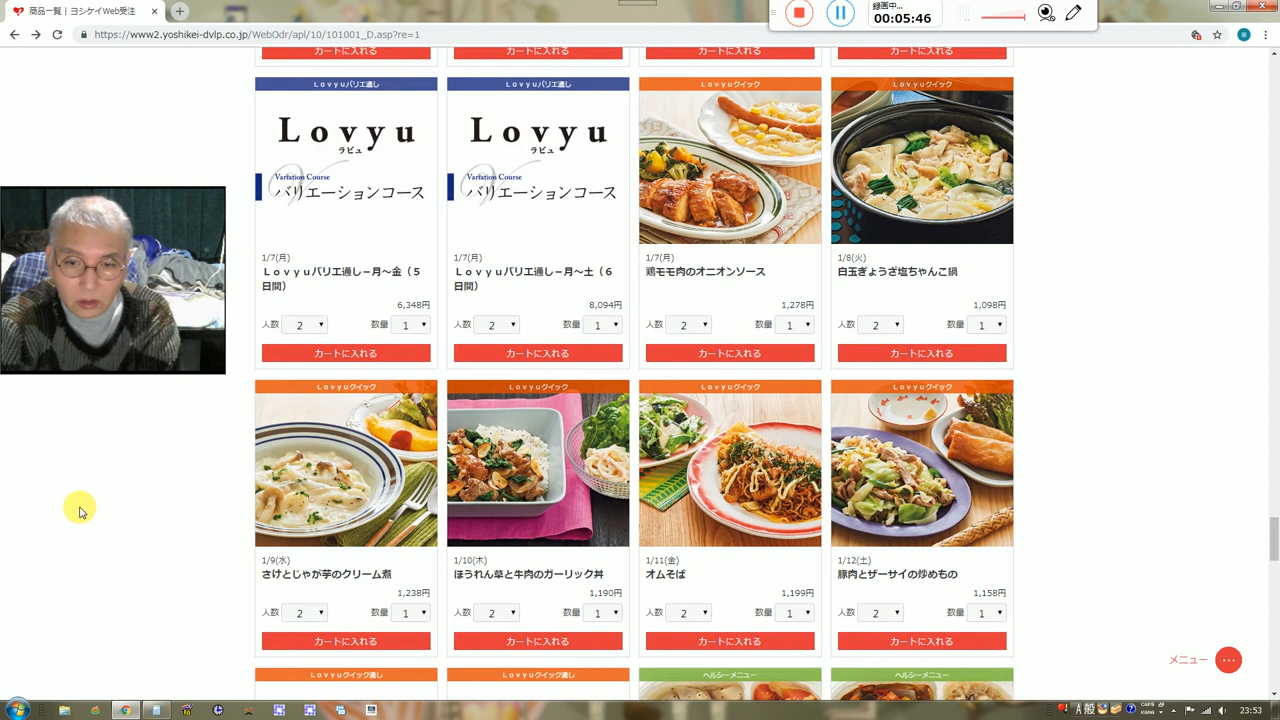 商品一覧 | ヨシケイWeb受注
録画中...
00:05:46
https://www2.yoshikei-dvlp.co.jp/WebOdr/apl/10/101001_D.asp?re=1
カートに入れる
カートに入れる
カートに入れる
カートに入れる
Lovyuバリエ通し
Lovyuバリエ通し
Lovyuクイック
Lovyuクイック
Lovyu
ラビュ
Variation Course
バリエーションコース
Lovyu
ラビュ
Variation Course
バリエーションコース
1/7(月)
Lovyuバリエ通し－月～金（５
日間）
6,348円
人数 2 数量 1
カートに入れる
1/7(月)
Lovyuバリエ通し－月～土（６
日間）
8,094円
人数 2 数量 1
カートに入れる
1/7(月)
鶏モモ肉のオニオンソース
1,278円
人数 2 数量 1
カートに入れる
1/8(火)
白玉ぎょうざ塩ちゃんこ鍋
1,098円
人数 2 数量 1
カートに入れる
Lovyuクイック
Lovyuクイック
Lovyuクイック
Lovyuクイック
1/9(水)
さけとじゃが芋のクリーム煮
1,238円
人数 2 数量 1
カートに入れる
1/10(木)
ほうれん草と牛肉のガーリック丼
1,190円
人数 2 数量 1
カートに入れる
1/11(金)
オムそば
1,199円
人数 2 数量 1
カートに入れる
1/12(土)
豚肉とザーサイの炒めもの
1,158円
人数 2 数量 1
カートに入れる
メニュー
Lovyuクイック通し
Lovyuクイック通し
ヘルシーメニュー
ヘルシーメニュー
A 般
CAPS
KANA
23:53